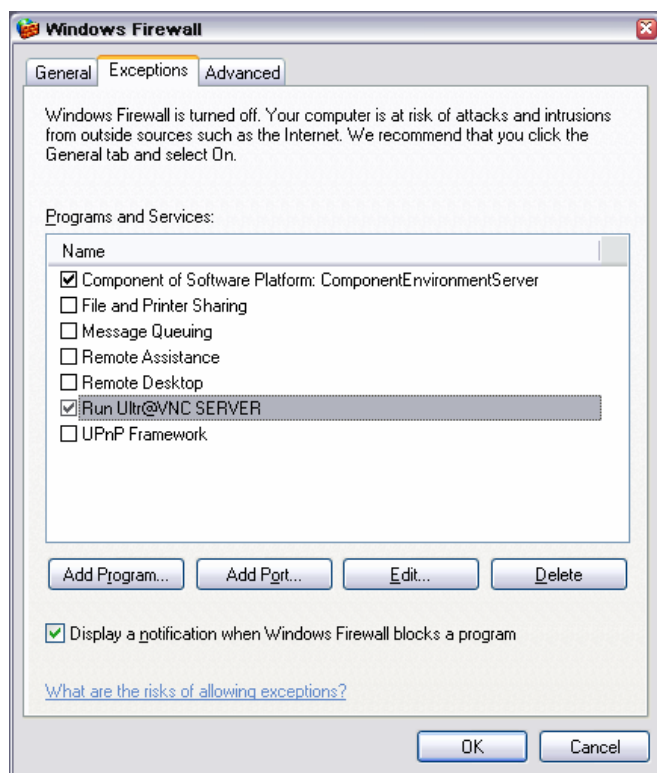 Windows Firewall
General Exceptions Advanced
Windows Firewall is turned off. Your computer is at risk of attacks and intrusions
from outside sources such as the Internet. We recommend that you click the
General tab and select On.
Programs and Services:
Name
Component of Software Platform: ComponentEnvironmentServer
File and Printer Sharing
Message Queuing
Remote Assistance
Remote Desktop
Run Ultr@VNC SERVER
UPnP Framework
Add Program... Add Port... Edit... Delete
Display a notification when Windows Firewall blocks a program
What are the risks of allowing exceptions?
OK Cancel